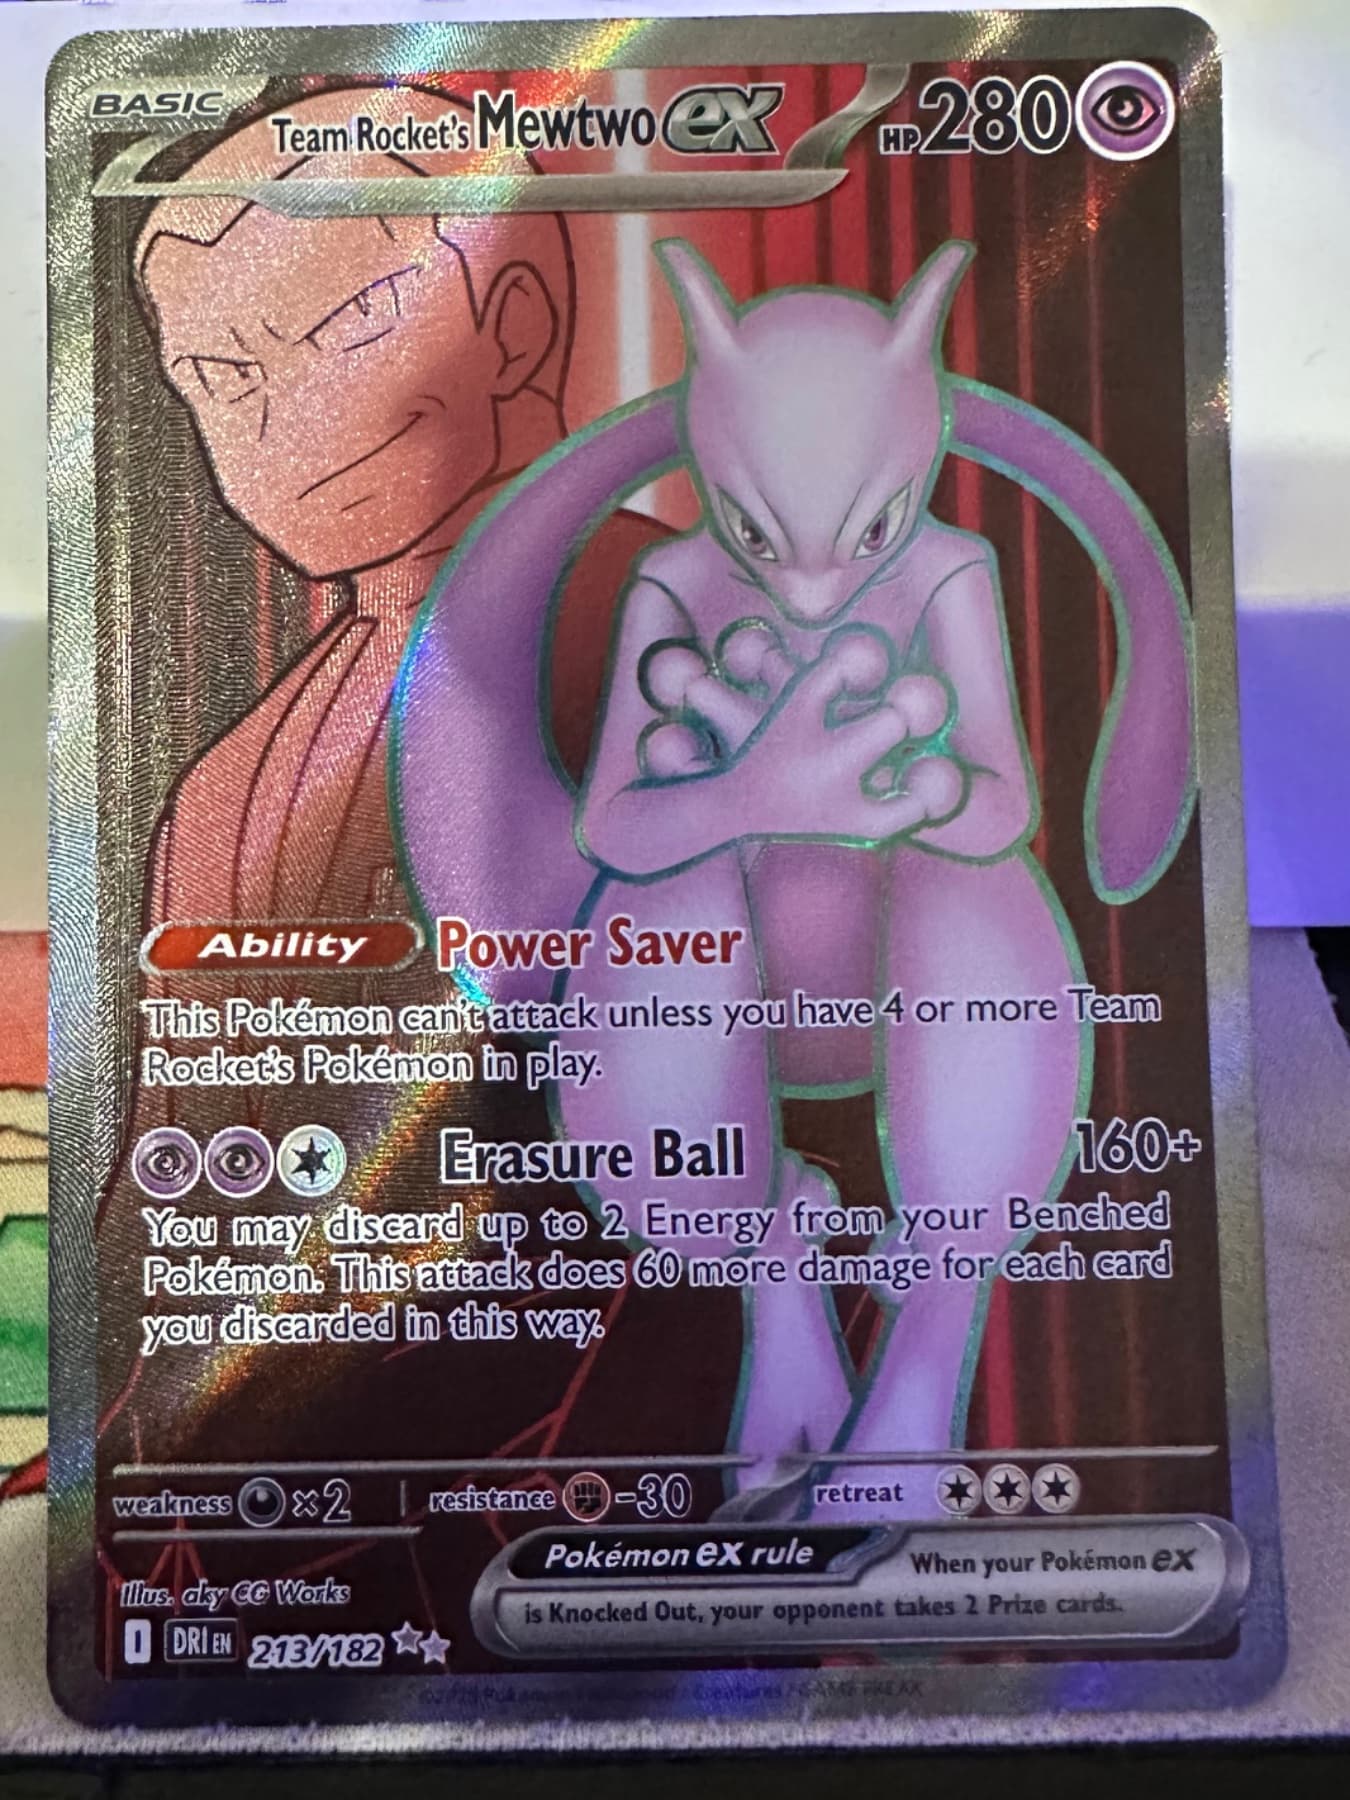 BASIC
Team Rocket's Mewtwo ex HP 280
Ability Power Saver
This Pokémon can't attack unless you have 4 or more Team
Rocket's Pokémon in play.
Erasure Ball 160+
You may discard up to 2 Energy from your Benched
Pokémon. This attack does 60 more damage for each card
you discarded in this way.
weakness ×2 resistance -30 retreat
Pokémon ex rule When your Pokémon ex
is Knocked Out, your opponent takes 2 Prize cards.
Illus. aky CG Works
I DRI EN 213/182